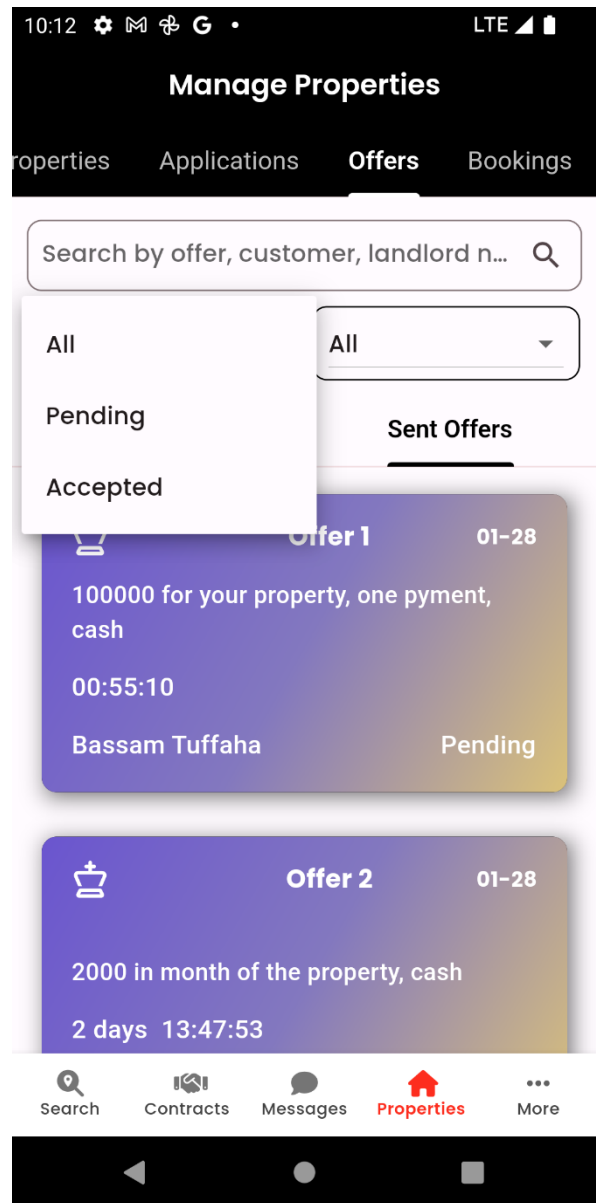 10:12 G LTE
Manage Properties
roperties Applications Offers Bookings
Search by offer, customer, landlord n...
All
All
Pending
Sent Offers
Accepted
Offer 1 01-28
100000 for your property, one pyment,
cash
00:55:10
Bassam Tuffaha Pending
Offer 2 01-28
2000 in month of the property, cash
2 days 13:47:53
Search Contracts Messages Properties More